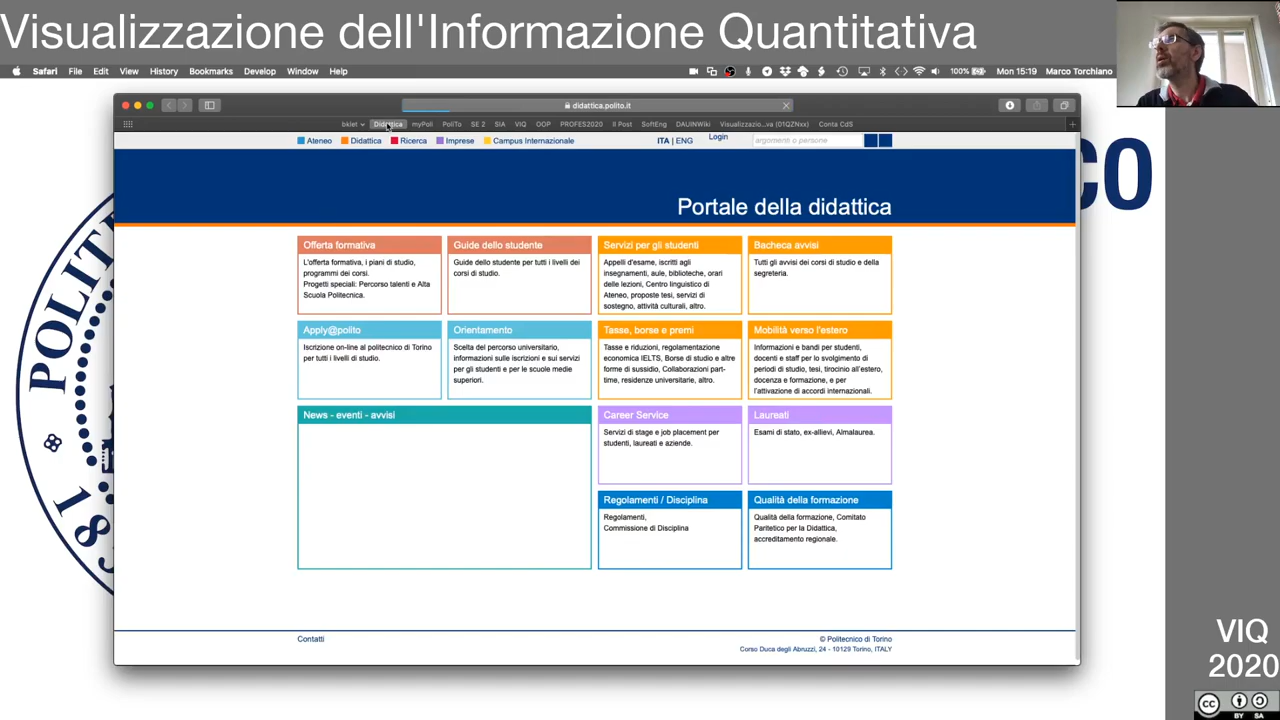 Visualizzazione dell'Informazione Quantitativa
Safari File Edit View History Bookmarks Develop Window Help
100% Mon 15:19 Marco Torchiano
didattica.polito.it
bklet Didattica myPoli PoliTo SE 2 SIA VIQ OOP PROFES2020 Il Post SoftEng DAUINWiki Visualizzazio...va (01QZNxx) Conta CdS
Ateneo Didattica Ricerca Imprese Campus Internazionale
ITA | ENG Login argomenti o persone
Portale della didattica
Offerta formativa
L'offerta formativa, i piani di studio,
programmi dei corsi.
Progetti speciali: Percorso talenti e Alta
Scuola Politecnica.
Guide dello studente
Guide dello studente per tutti i livelli dei
corsi di studio.
Servizi per gli studenti
Appelli d'esame, iscritti agli
insegnamenti, aule, biblioteche, orari
delle lezioni, Centro linguistico di
Ateneo, proposte tesi, servizi di
sostegno, attività culturali, altro.
Bacheca avvisi
Tutti gli avvisi dei corsi di studio e della
segreteria.
Apply@polito
Iscrizione on-line al politecnico di Torino
per tutti i livelli di studio.
Orientamento
Scelta del percorso universitario,
informazioni sulle iscrizioni e sui servizi
per gli studenti e per le scuole medie
superiori.
Tasse, borse e premi
Tasse e riduzioni, regolamentazione
economica IELTS, Borse di studio e altre
forme di sussidio, Collaborazioni part-
time, residenze universitarie, altro.
Mobilità verso l'estero
Informazioni e bandi per studenti,
docenti e staff per lo svolgimento di
periodi di studio, tesi, tirocinio all'estero,
docenza e formazione, e per
l'attivazione di accordi internazionali.
News - eventi - avvisi
Career Service
Servizi di stage e job placement per
studenti, laureati e aziende.
Laureati
Esami di stato, ex-allievi, Almalaurea.
Regolamenti / Disciplina
Regolamenti,
Commissione di Disciplina
Qualità della formazione
Qualità della formazione, Comitato
Paritetico per la Didattica,
accreditamento regionale.
Contatti
© Politecnico di Torino
Corso Duca degli Abruzzi, 24 - 10129 Torino, ITALY
POLIT
CO
18
VIQ
2020
CC BY SA